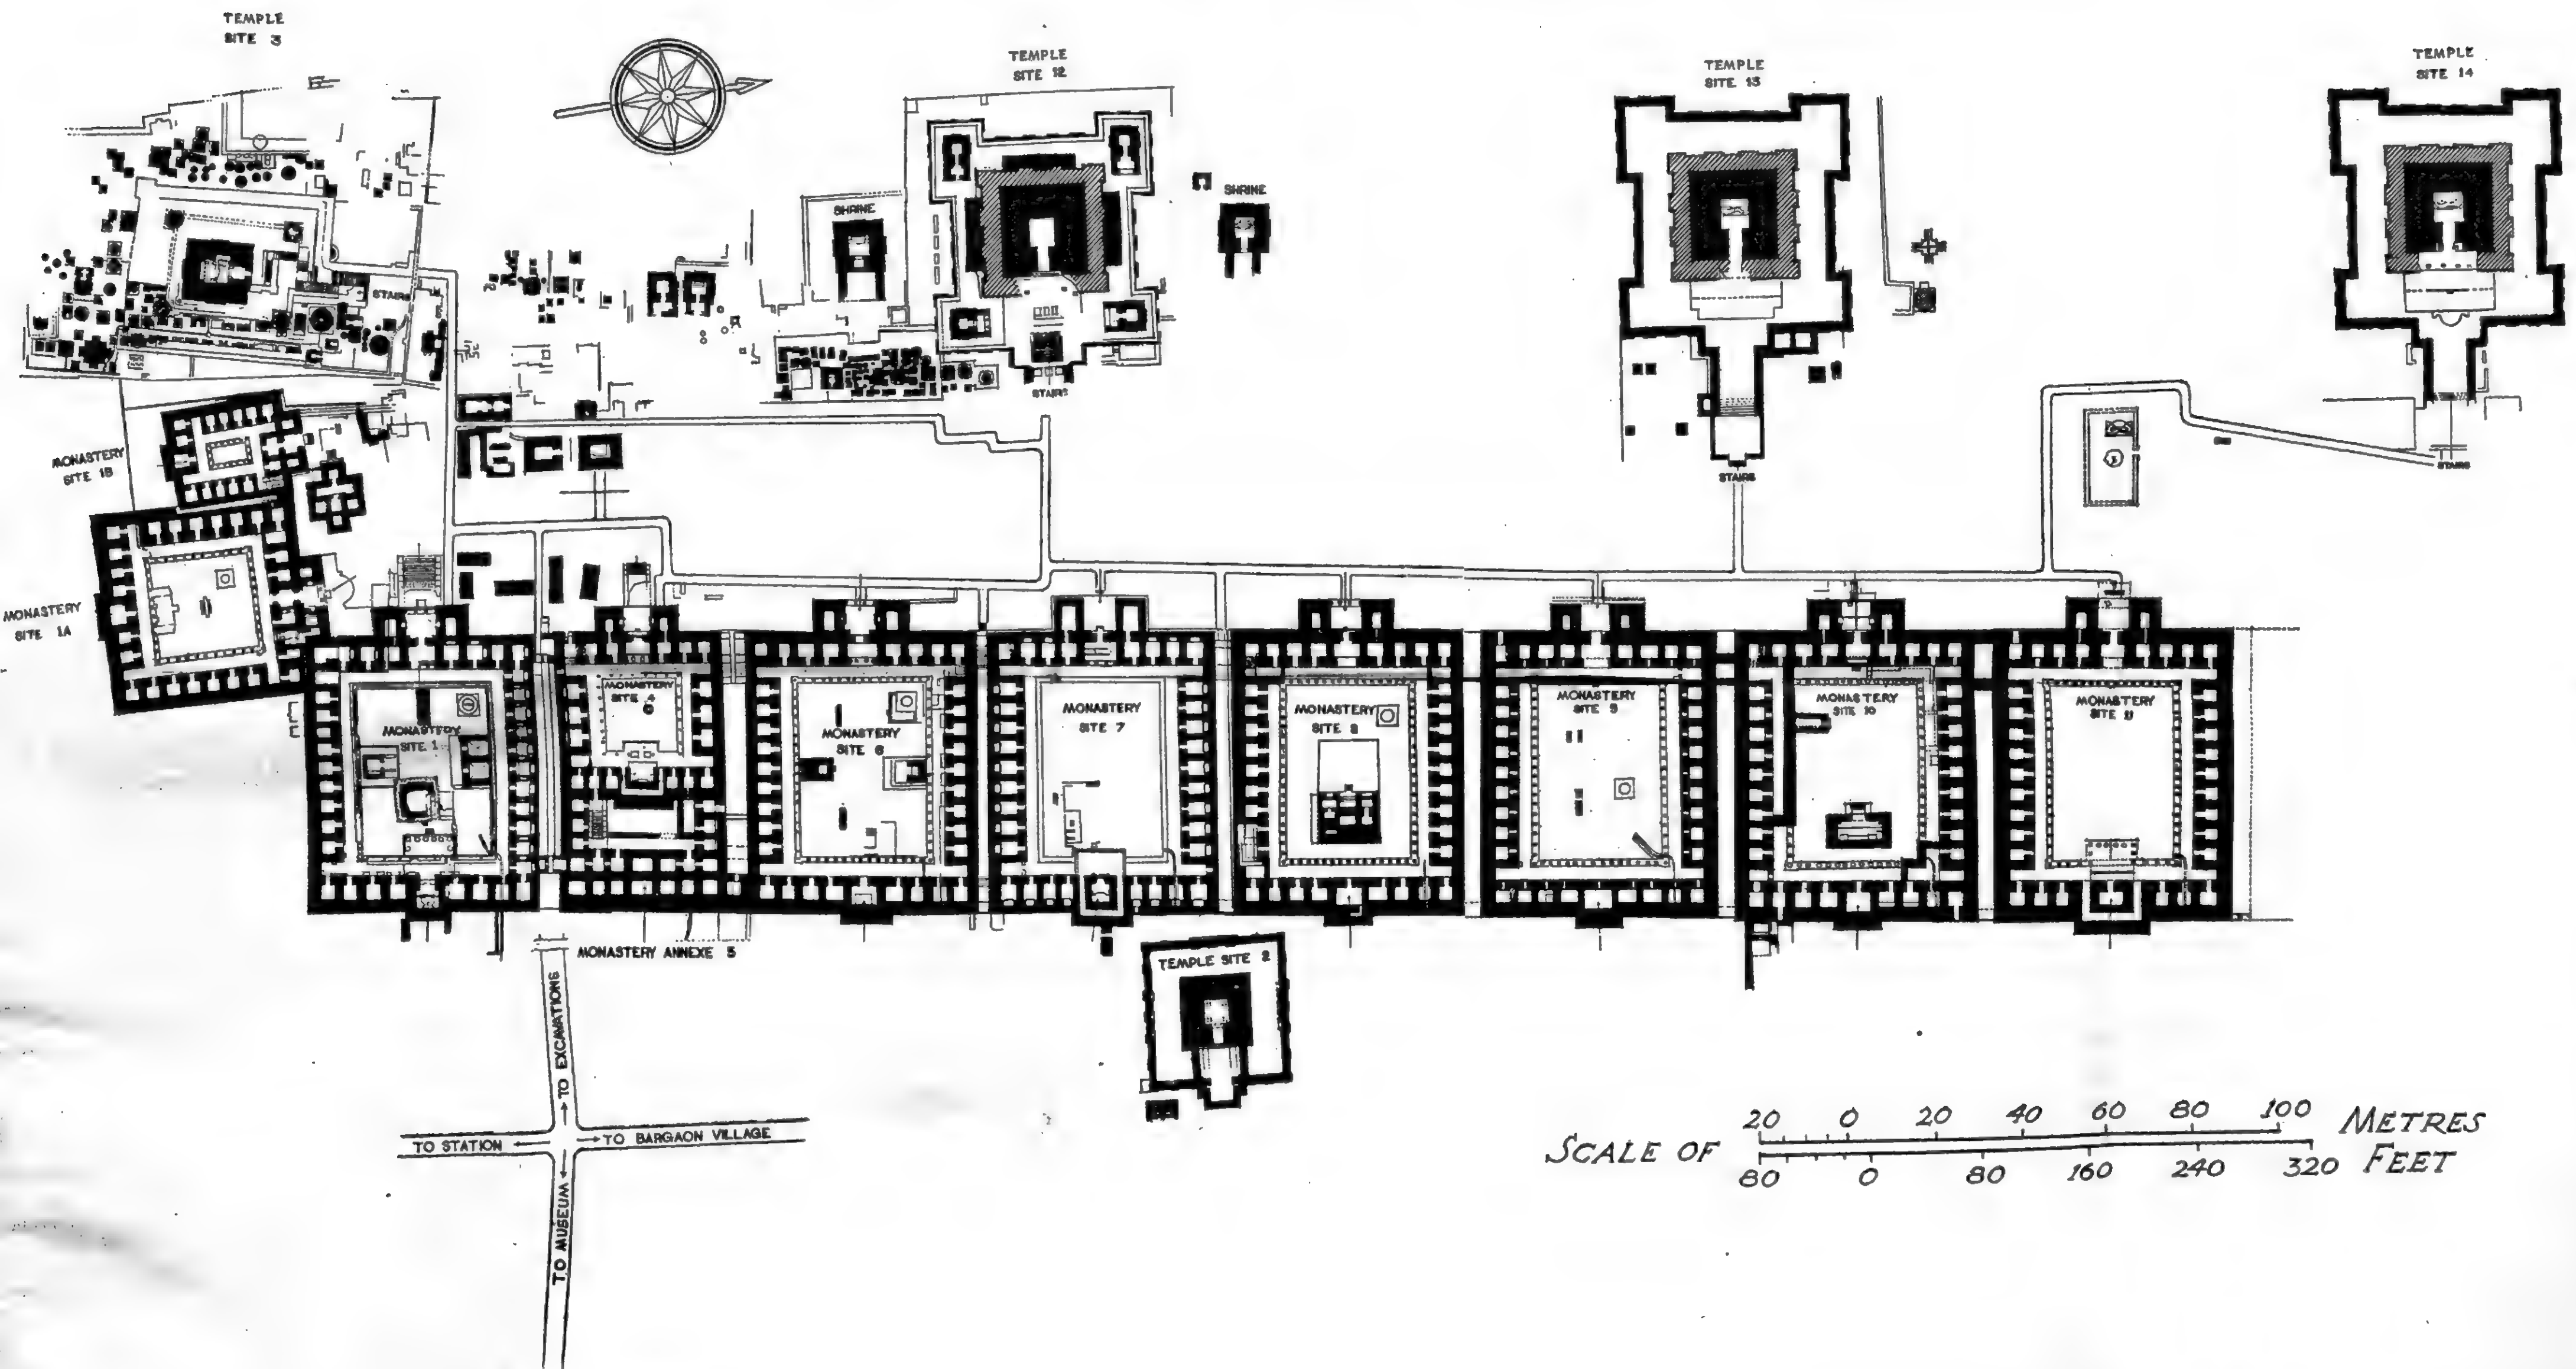 TEMPLE
SITE 3
TEMPLE
SITE 12
TEMPLE
SITE 13
TEMPLE
SITE 14
SHRINE
SHRINE
STAIRS
STAIRS
STAIRS
STAIRS
MONASTERY
SITE 1B
MONASTERY
SITE 1A
MONASTERY
SITE 1
MONASTERY
SITE 4
MONASTERY
SITE 6
MONASTERY
SITE 7
MONASTERY
SITE 8
MONASTERY
SITE 9
MONASTERY
SITE 10
MONASTERY
SITE 11
MONASTERY ANNEXE 5
TEMPLE SITE 2
TO EXCAVATIONS
TO STATION
TO BARGAON VILLAGE
TO MUSEUM
SCALE OF
20 0 20 40 60 80 100 METRES
80 0 80 160 240 320 FEET